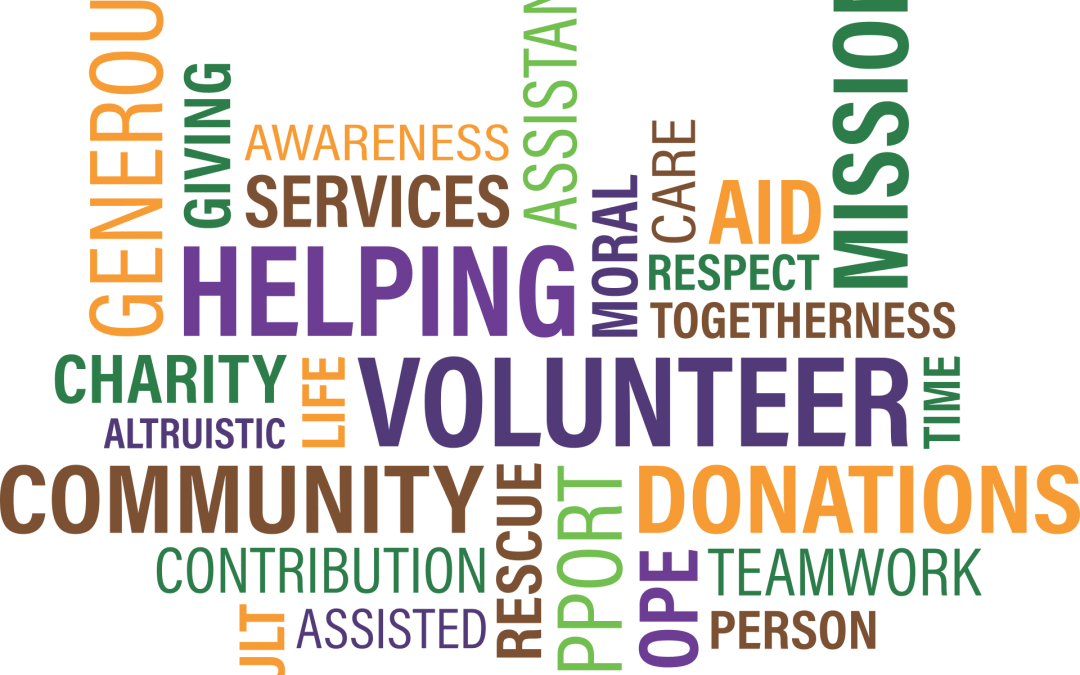 GENEROU
GIVING
AWARENESS
SERVICES
ASSISTAN
HELPING
MORAL
CARE
AID
RESPECT
TOGETHERNESS
MISSION
CHARITY
ALTRUISTIC
LIFE
VOLUNTEER
TIME
COMMUNITY
RESCUE
PPORT
DONATIONS
CONTRIBUTION
OPE
TEAMWORK
ULT
ASSISTED
PERSON